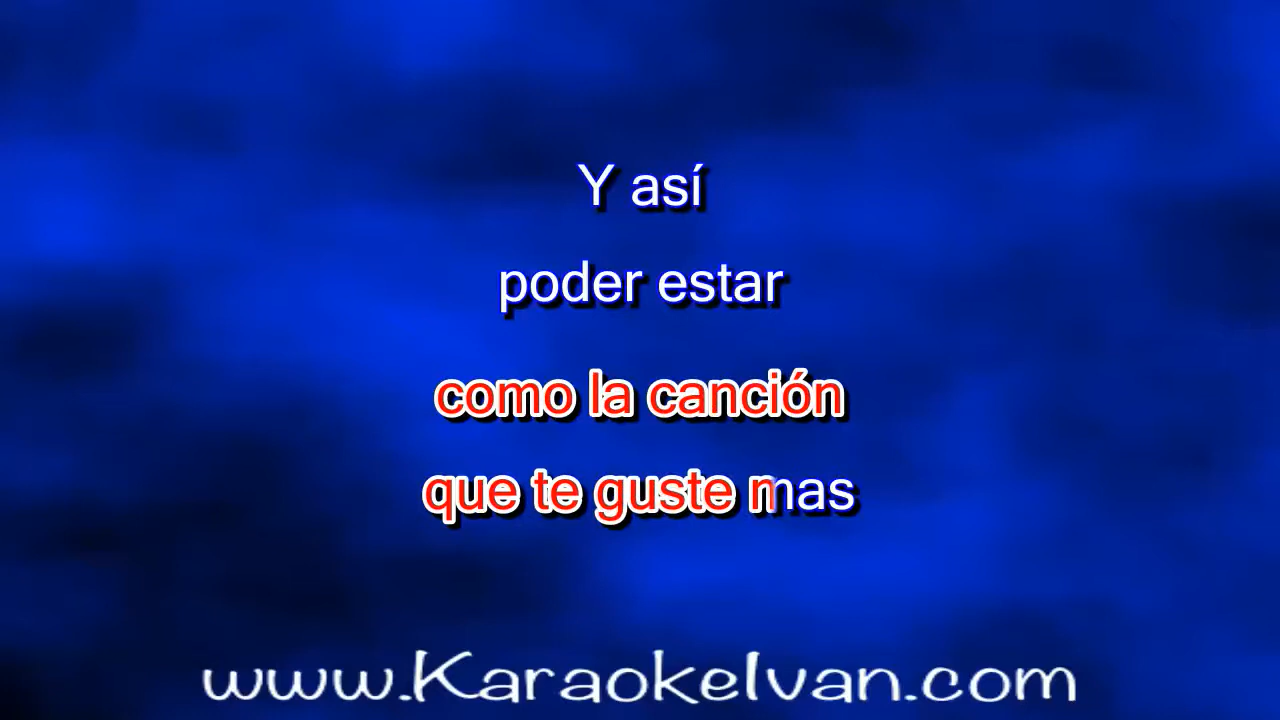 Y así
poder estar
como la canción
que te guste mas
www.KaraokeIvan.com